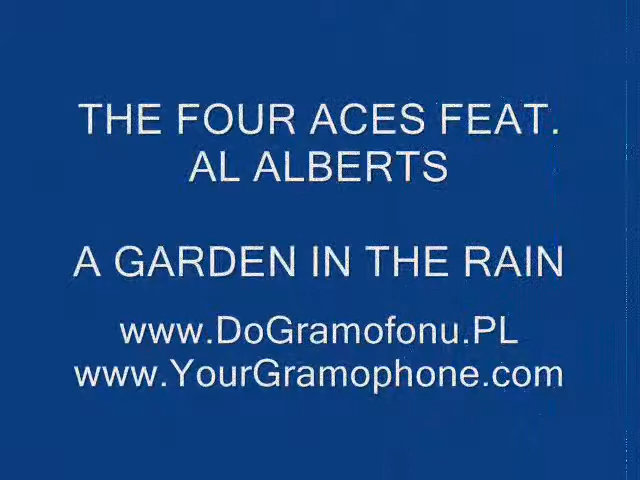 THE FOUR ACES FEAT.
AL ALBERTS
A GARDEN IN THE RAIN
www.DoGramofonu.PL
www.YourGramophone.com